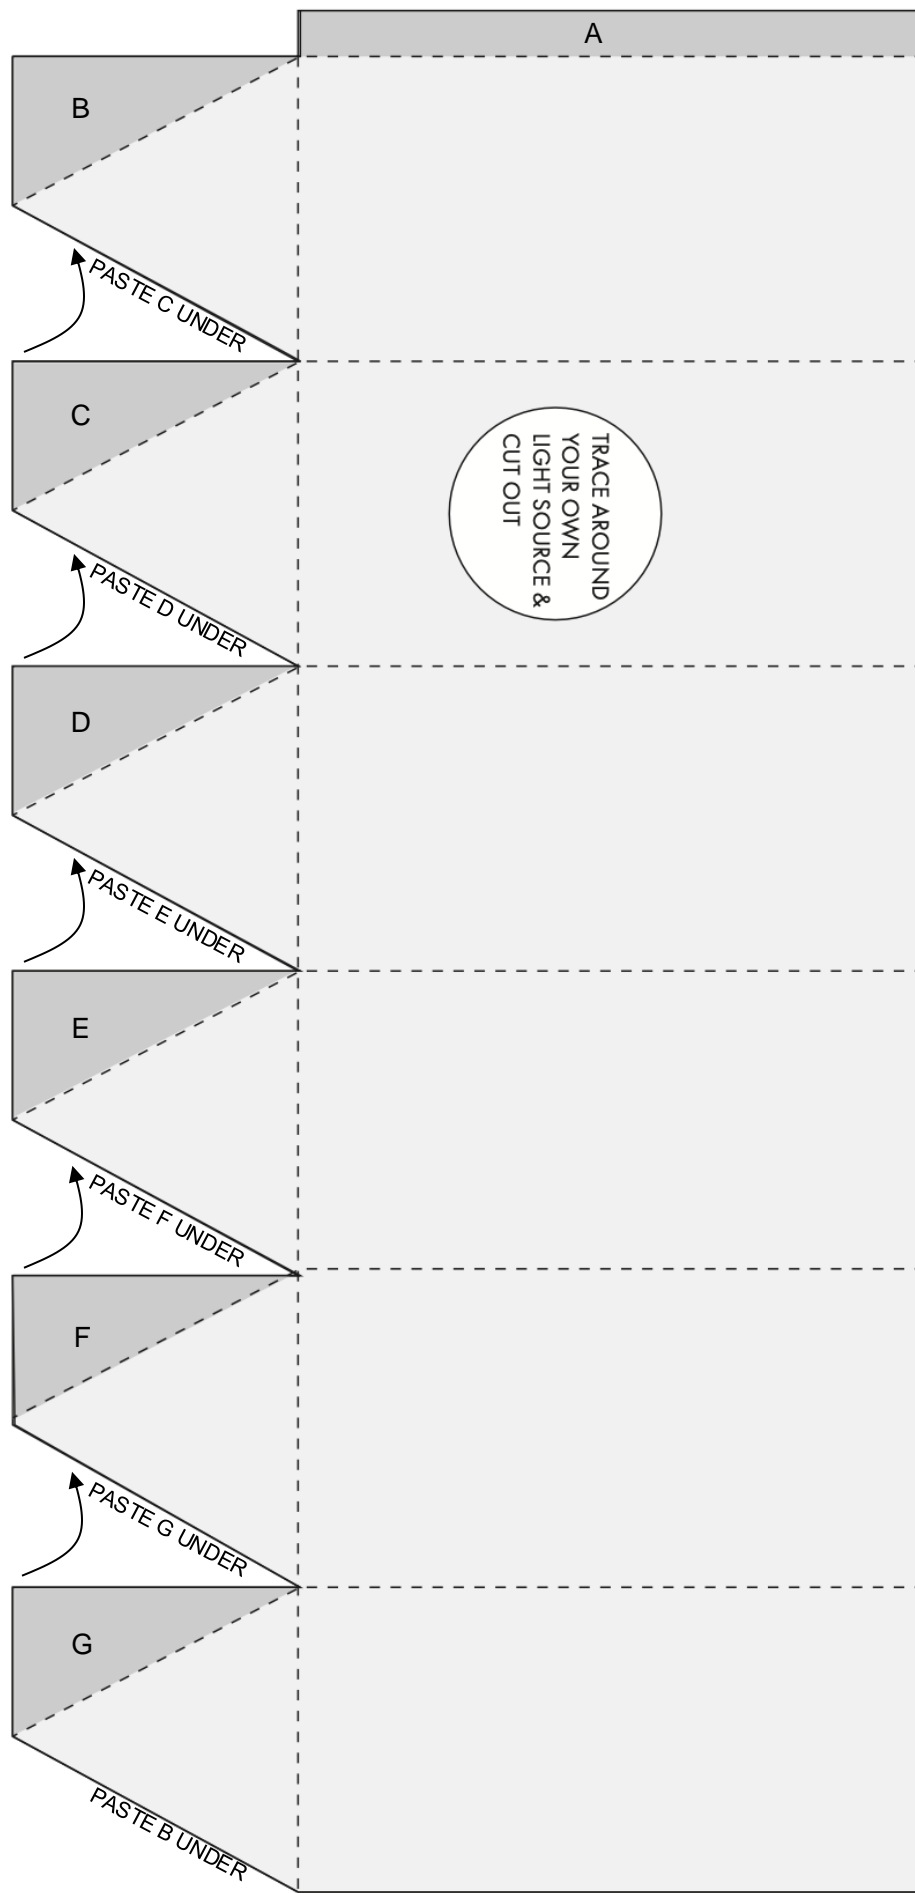 A
B
PASTE C UNDER
C
TRACE AROUND
YOUR OWN
LIGHT SOURCE &
CUT OUT
PASTE D UNDER
D
PASTE E UNDER
E
PASTE F UNDER
F
PASTE G UNDER
G
PASTE B UNDER